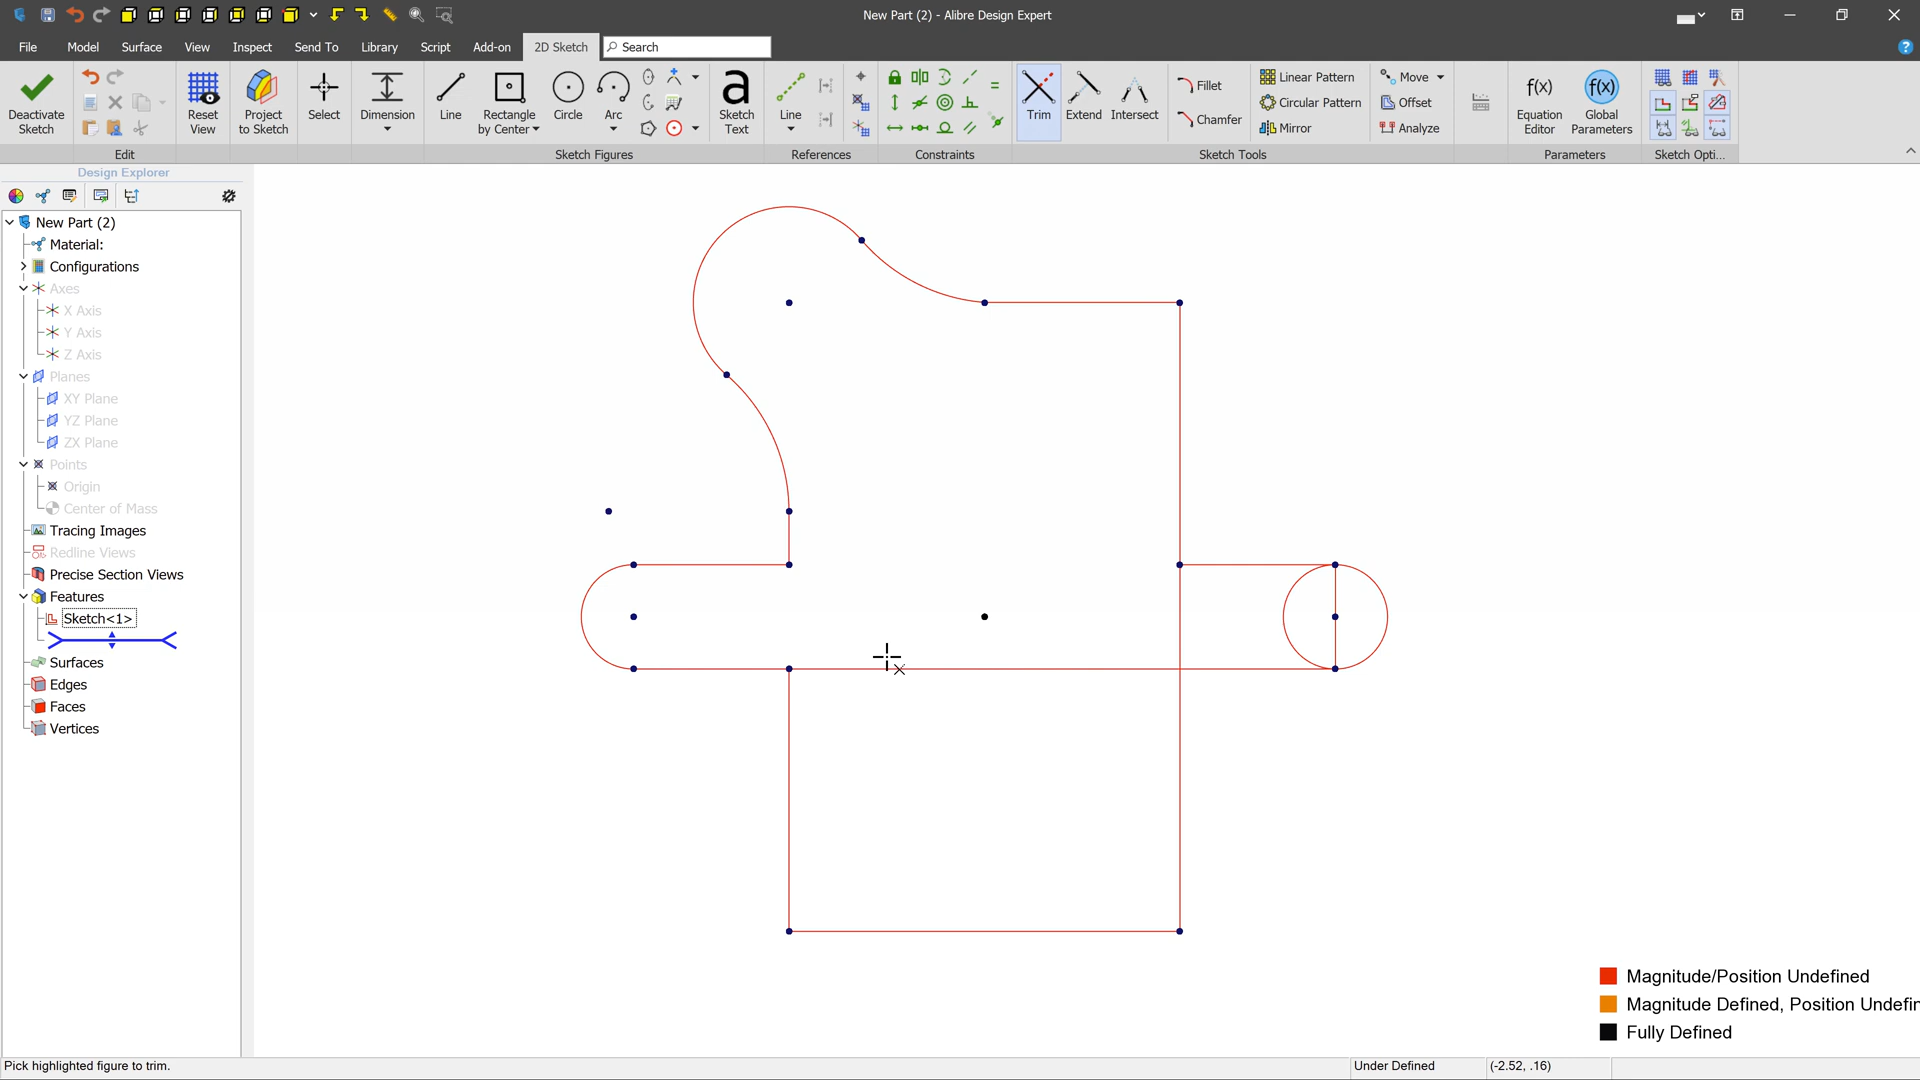 New Part (2) - Alibre Design Expert
File
Model
Surface
View
Inspect
Send To
Library
Script
Add-on
2D Sketch
Search
Deactivate
Sketch
Reset
View
Project
to Sketch
Select
Dimension
Line
Rectangle
by Center
Circle
Arc
Sketch
Text
Line
Trim
Extend
Intersect
Fillet
Chamfer
Linear Pattern
Circular Pattern
Mirror
Move
Offset
Analyze
f(x)
Equation
Editor
f(x)
Global
Parameters
Edit
Sketch Figures
References
Constraints
Sketch Tools
Parameters
Sketch Opti...
Design Explorer
New Part (2)
Material:
Configurations
Axes
X Axis
Y Axis
Z Axis
Planes
XY Plane
YZ Plane
ZX Plane
Points
Origin
Center of Mass
Tracing Images
Redline Views
Precise Section Views
Features
Sketch<1>
Surfaces
Edges
Faces
Vertices
Magnitude/Position Undefined
Magnitude Defined, Position Undefin
Fully Defined
Pick highlighted figure to trim.
Under Defined
(-2.52, .16)